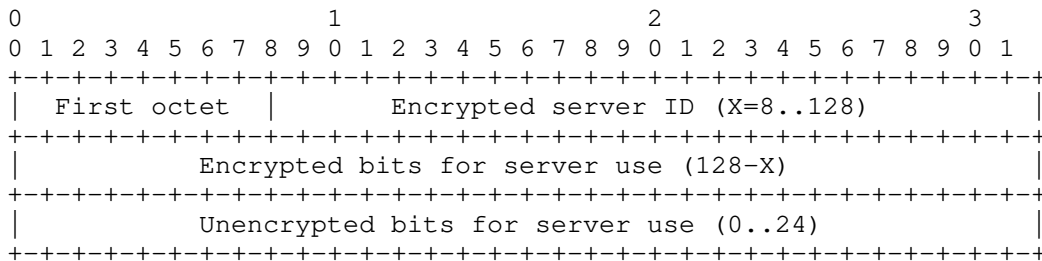 0                   1                   2                   3
0 1 2 3 4 5 6 7 8 9 0 1 2 3 4 5 6 7 8 9 0 1 2 3 4 5 6 7 8 9 0 1
+-+-+-+-+-+-+-+-+-+-+-+-+-+-+-+-+-+-+-+-+-+-+-+-+-+-+-+-+-+-+-+-+
|  First octet  |       Encrypted server ID (X=8..128)          |
+-+-+-+-+-+-+-+-+-+-+-+-+-+-+-+-+-+-+-+-+-+-+-+-+-+-+-+-+-+-+-+-+
|           Encrypted bits for server use (128-X)               |
+-+-+-+-+-+-+-+-+-+-+-+-+-+-+-+-+-+-+-+-+-+-+-+-+-+-+-+-+-+-+-+-+
|           Unencrypted bits for server use (0..24)             |
+-+-+-+-+-+-+-+-+-+-+-+-+-+-+-+-+-+-+-+-+-+-+-+-+-+-+-+-+-+-+-+-+